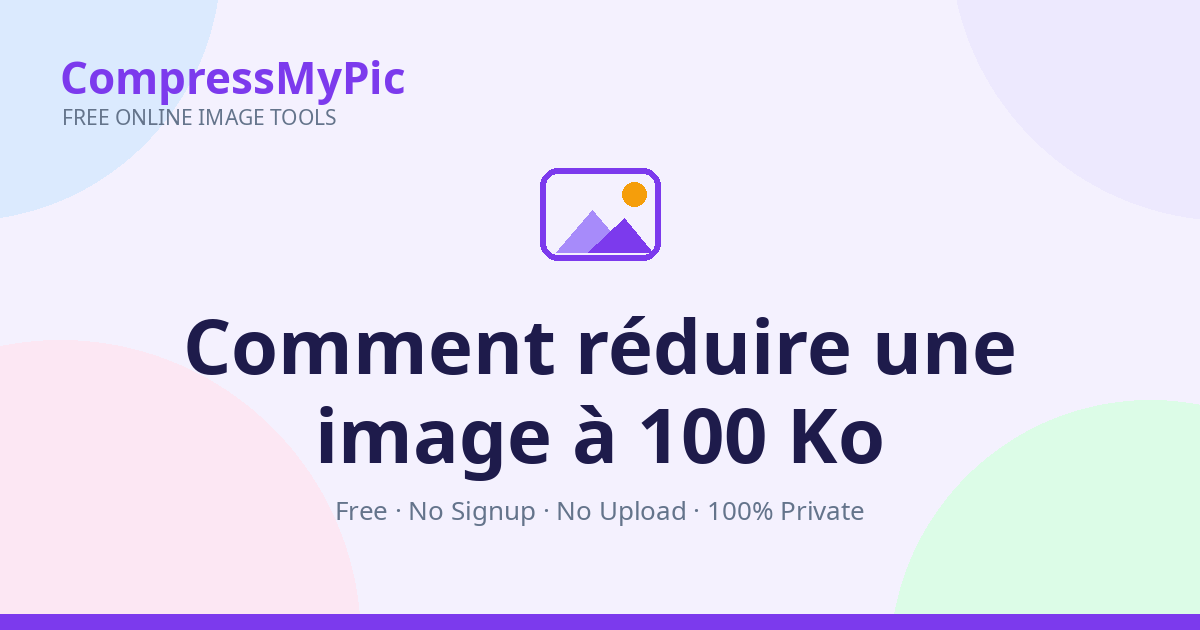 CompressMyPic
FREE ONLINE IMAGE TOOLS
Comment réduire une
image à 100 Ko
Free · No Signup · No Upload · 100% Private